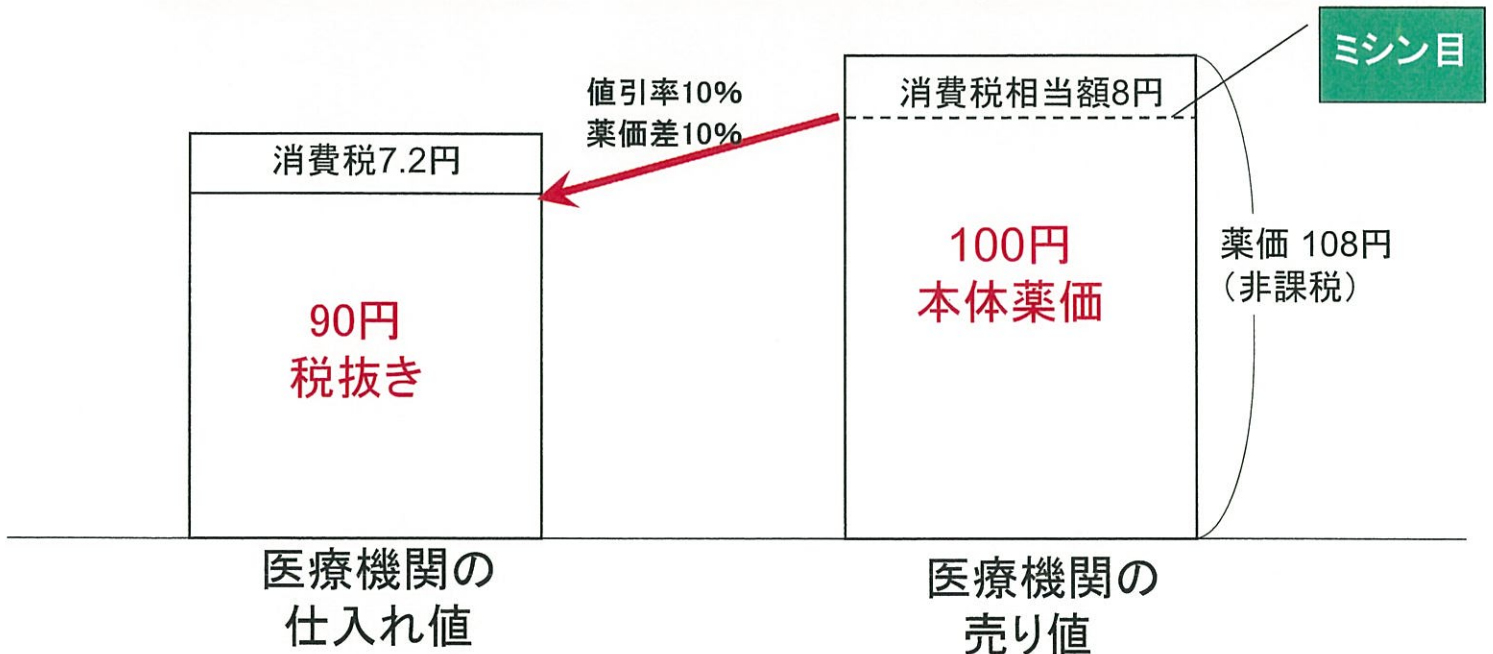 ミシン目
消費税相当額8円
値引率10%
薬価差10%
消費税7.2円
100円
本体薬価
薬価 108円
（非課税）
90円
税抜き
医療機関の
仕入れ値
医療機関の
売り値